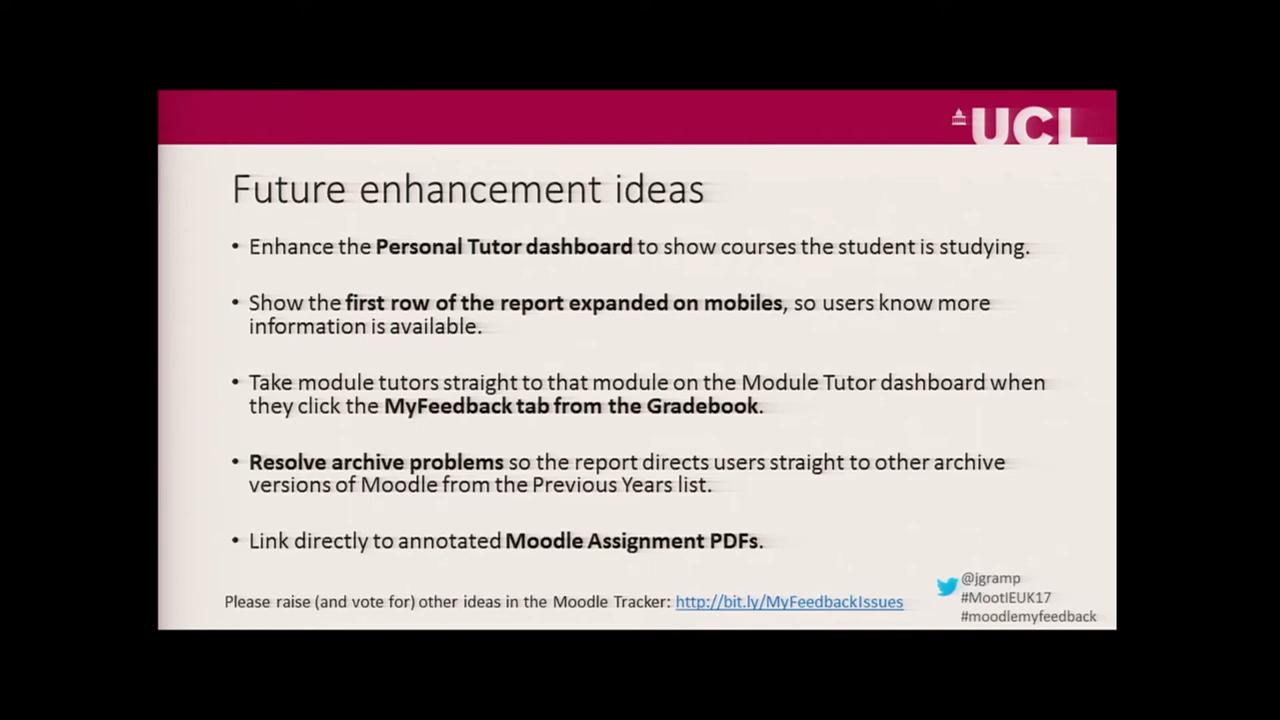 UCL
Future enhancement ideas
• Enhance the Personal Tutor dashboard to show courses the student is studying.
• Show the first row of the report expanded on mobiles, so users know more
information is available.
• Take module tutors straight to that module on the Module Tutor dashboard when
they click the MyFeedback tab from the Gradebook.
• Resolve archive problems so the report directs users straight to other archive
versions of Moodle from the Previous Years list.
• Link directly to annotated Moodle Assignment PDFs.
Please raise (and vote for) other ideas in the Moodle Tracker: http://bit.ly/MyFeedbackIssues
@jgramp
#MootIEUK17
#moodlemyfeedback